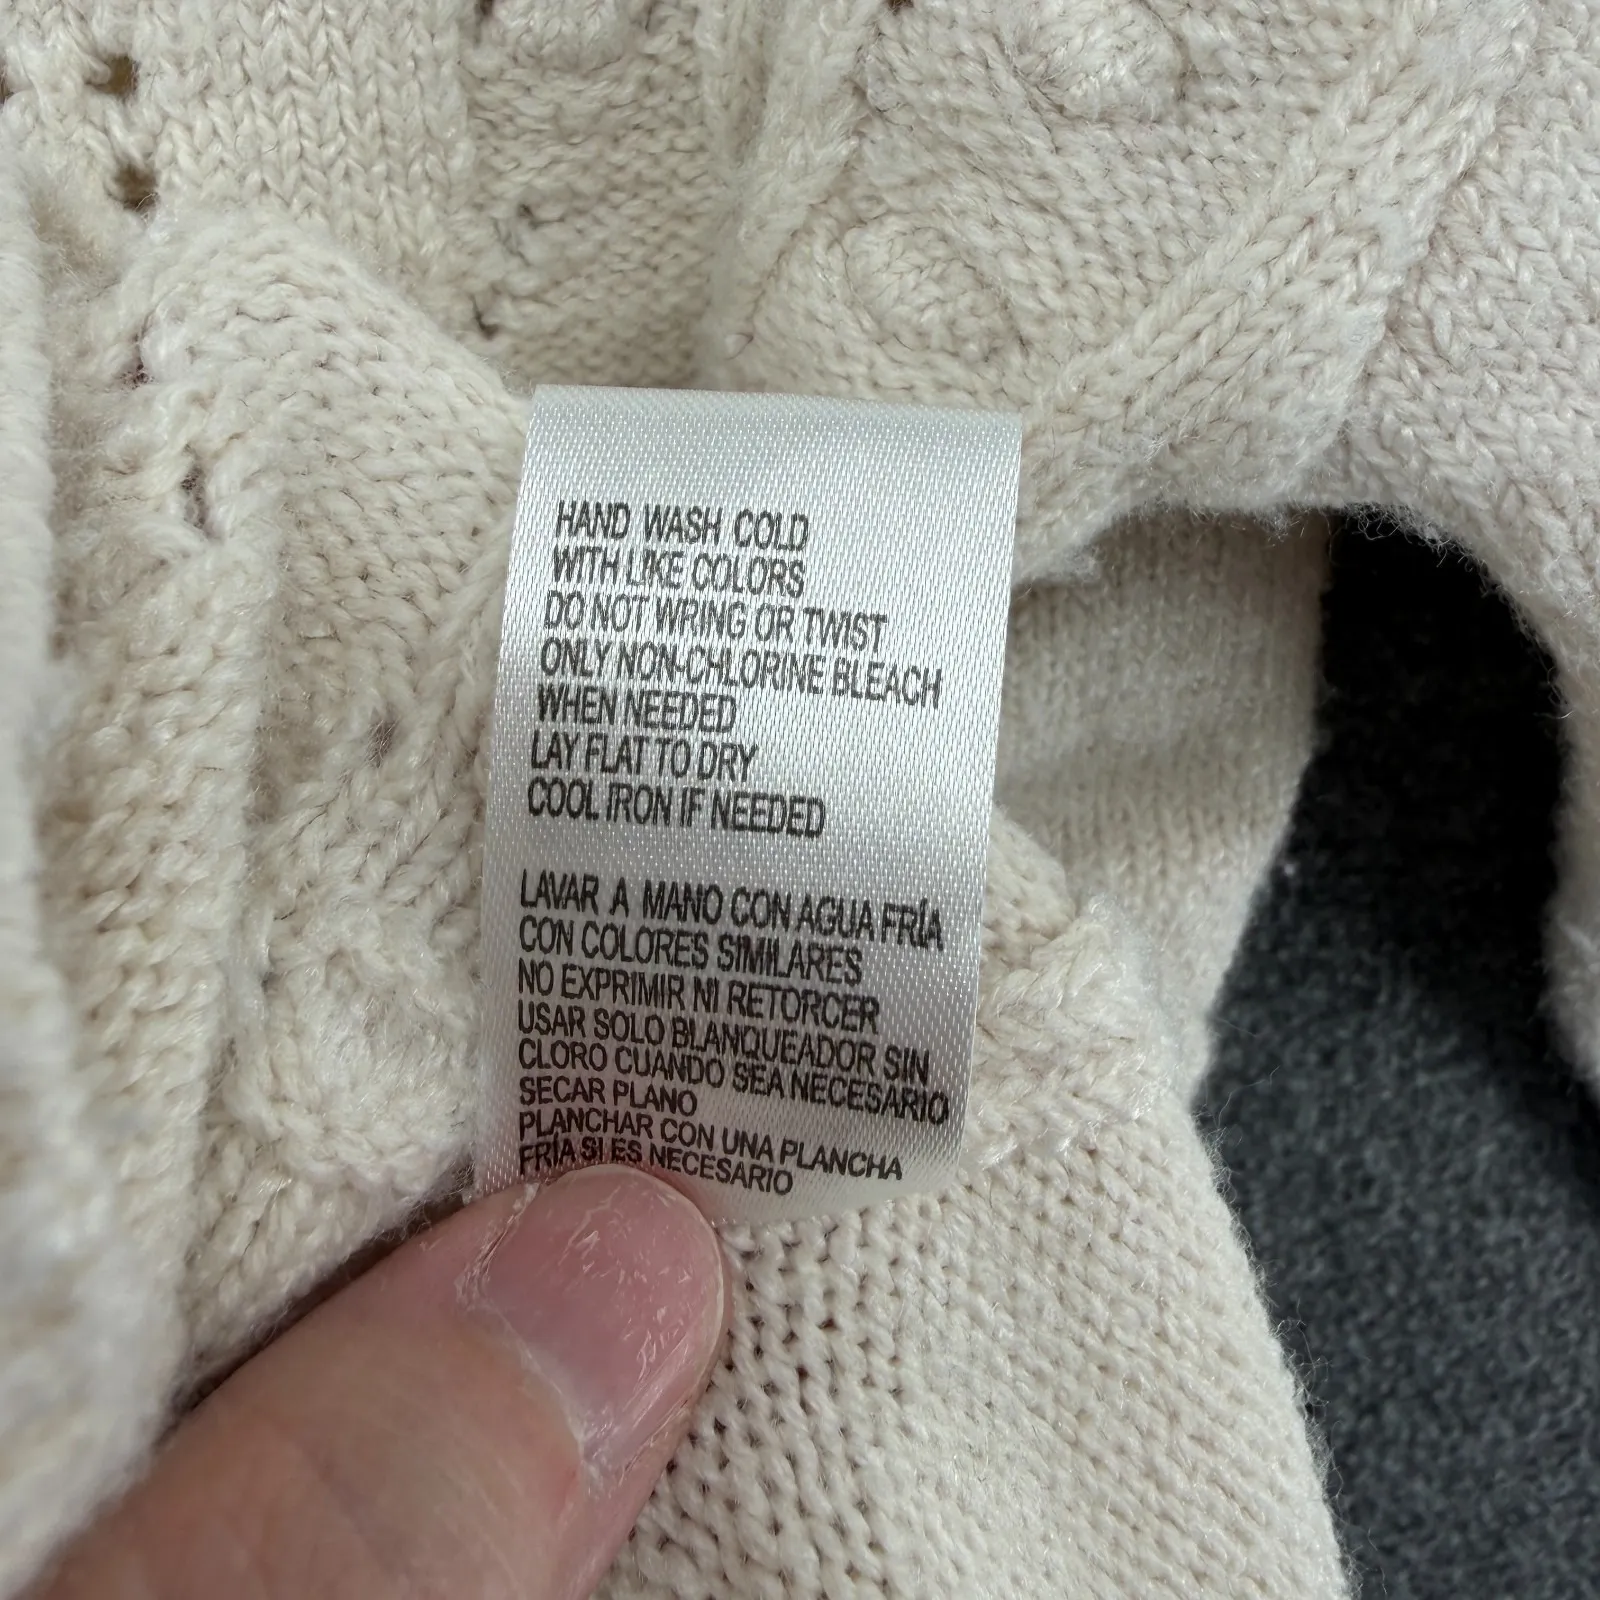 HAND WASH COLD
WITH LIKE COLORS
DO NOT WRING OR TWIST
ONLY NON-CHLORINE BLEACH
WHEN NEEDED
LAY FLAT TO DRY
COOL IRON IF NEEDED
LAVAR A MANO CON AGUA FRÍA
CON COLORES SIMILARES
NO EXPRIMIR NI RETORCER
USAR SOLO BLANQUEADOR SIN
CLORO CUANDO SEA NECESARIO
SECAR PLANO
PLANCHAR CON UNA PLANCHA
FRÍA SI ES NECESARIO